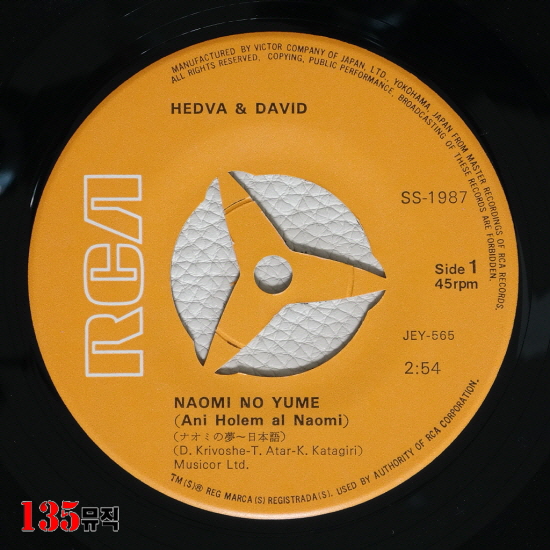 MANUFACTURED BY VICTOR COMPANY OF JAPAN, LTD., YOKOHAMA, JAPAN FROM MASTER RECORDINGS OF RCA RECORDS.
ALL RIGHTS RESERVED. COPYING, PUBLIC PERFORMANCE, BROADCASTING OF THESE RECORDS ARE FORBIDDEN.
HEDVA & DAVID
RCA
SS-1987
Side 1
45rpm
JEY-565
2:54
NAOMI NO YUME
(Ani Holem al Naomi)
(ナオミの夢〜日本語)
(D. Krivoshe-T. Atar-K. Katagiri)
Musicor Ltd.
TM(S)® REG MARCA(S) REGISTRADA(S). USED BY AUTHORITY OF RCA CORPORATION.
135뮤직